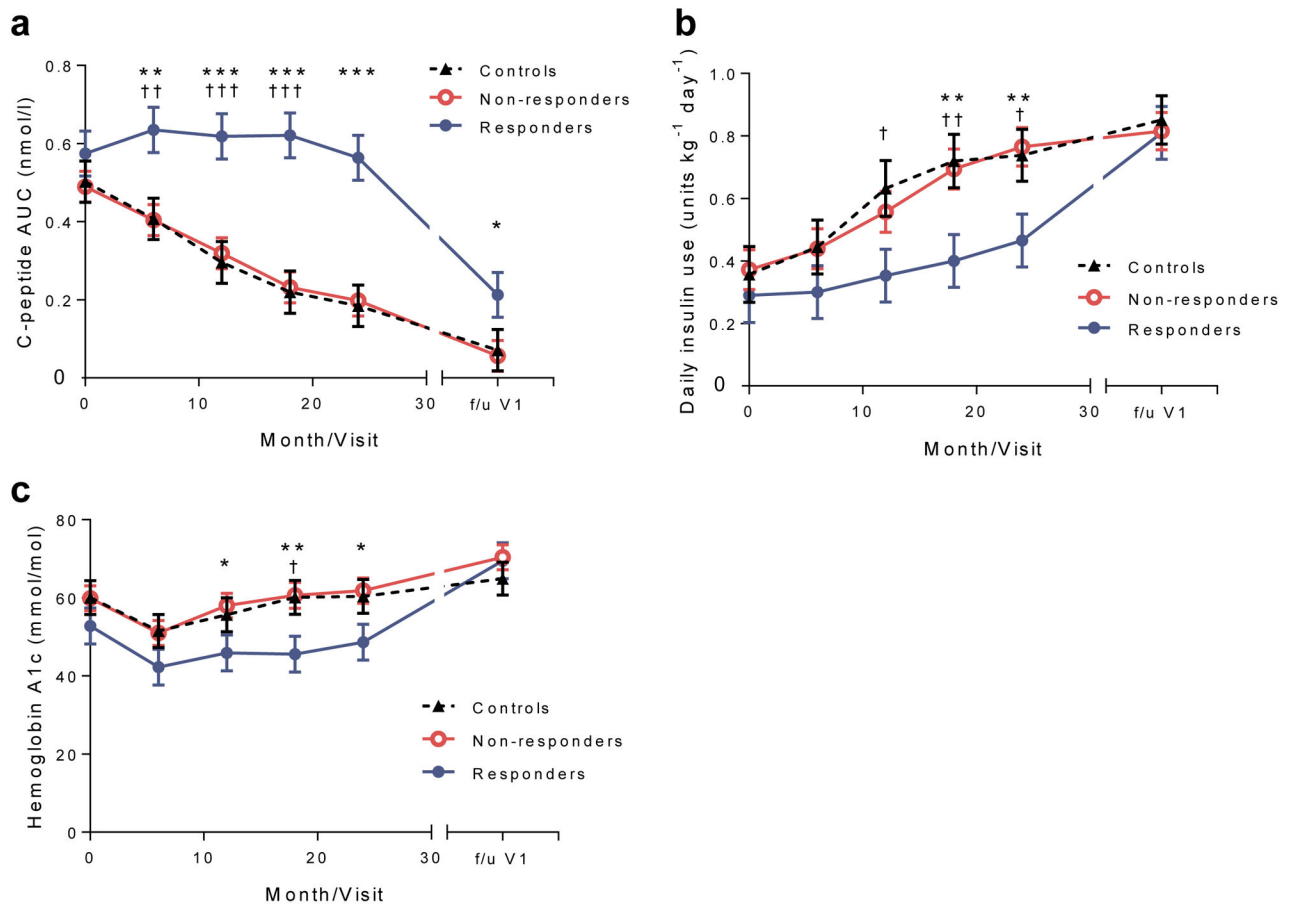 a
C-peptide AUC (nmol/l)
0.8
0.6
0.4
0.2
0
** *** *** ***
†† ††† †††
*
Controls
Non-responders
Responders
0 10 20 30 f/u V1
Month/Visit
b
Daily insulin use (units kg⁻¹ day⁻¹)
1.0
0.8
0.6
0.4
0.2
0
** **
† †† †
Controls
Non-responders
Responders
0 10 20 30 f/u V1
Month/Visit
c
Hemoglobin A1c (mmol/mol)
80
60
40
20
0
* ** *
†
Controls
Non-responders
Responders
0 10 20 30 f/u V1
Month/Visit